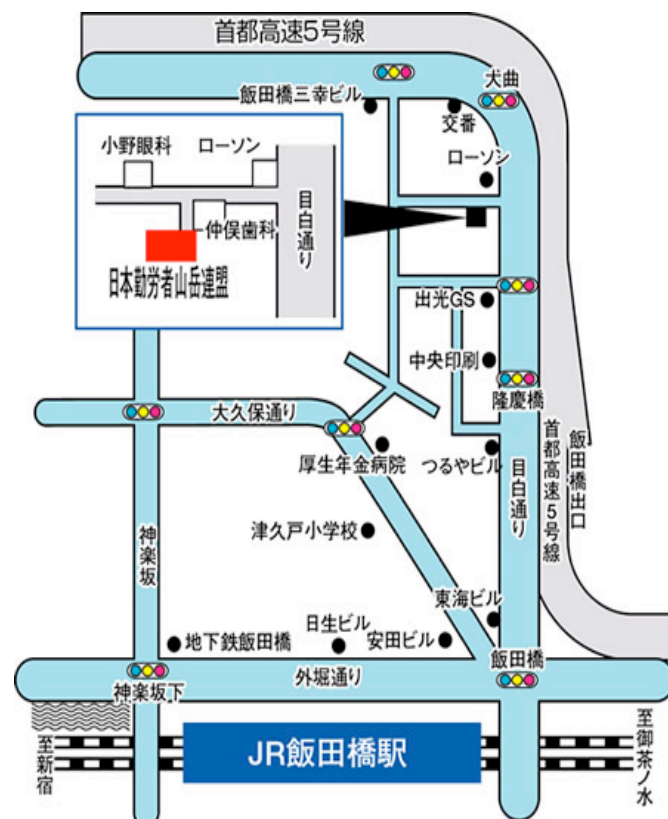 首都高速5号線
犬曲
飯田橋三幸ビル
交番
小野眼科
ローソン
ローソン
目白通り
仲俣歯科
日本勤労者山岳連盟
出光GS
中央印刷
隆慶橋
大久保通り
厚生年金病院
つるやビル
目白通り
首都高速5号線
飯田橋出口
津久戸小学校
神楽坂
東海ビル
日生ビル
地下鉄飯田橋
安田ビル
飯田橋
外堀通り
神楽坂下
至新宿
JR飯田橋駅
至御茶ノ水